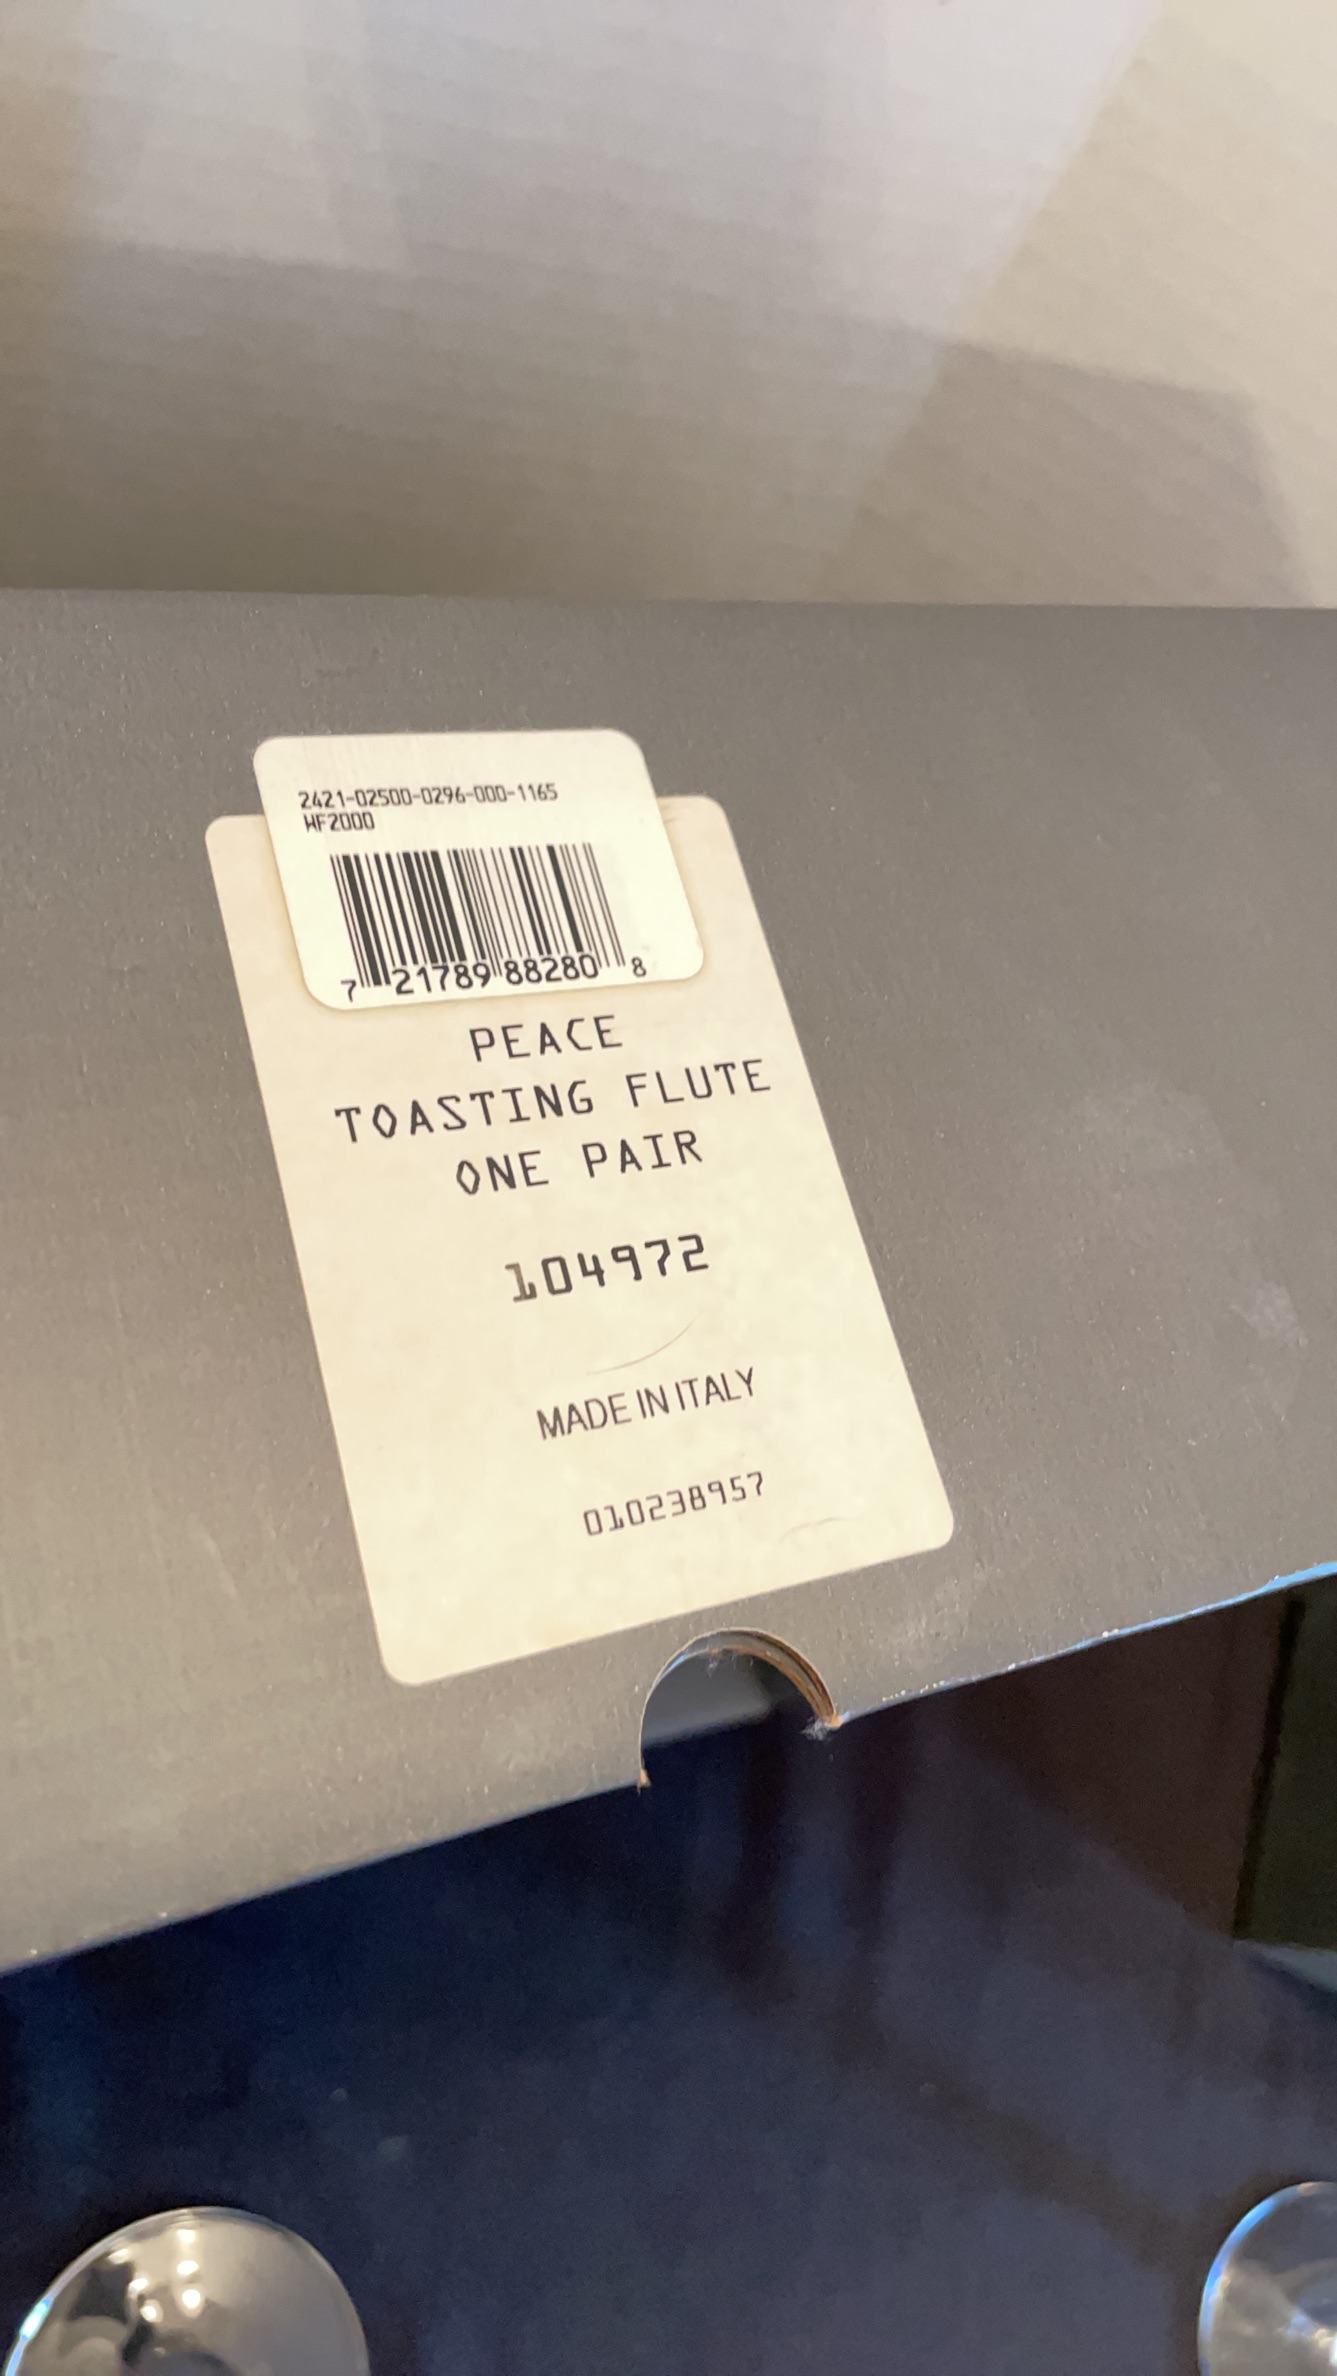 2421-02500-0296-000-1165
WF2000
7 21789 88280 8
PEACE
TOASTING FLUTE
ONE PAIR
104972
MADE IN ITALY
010238957